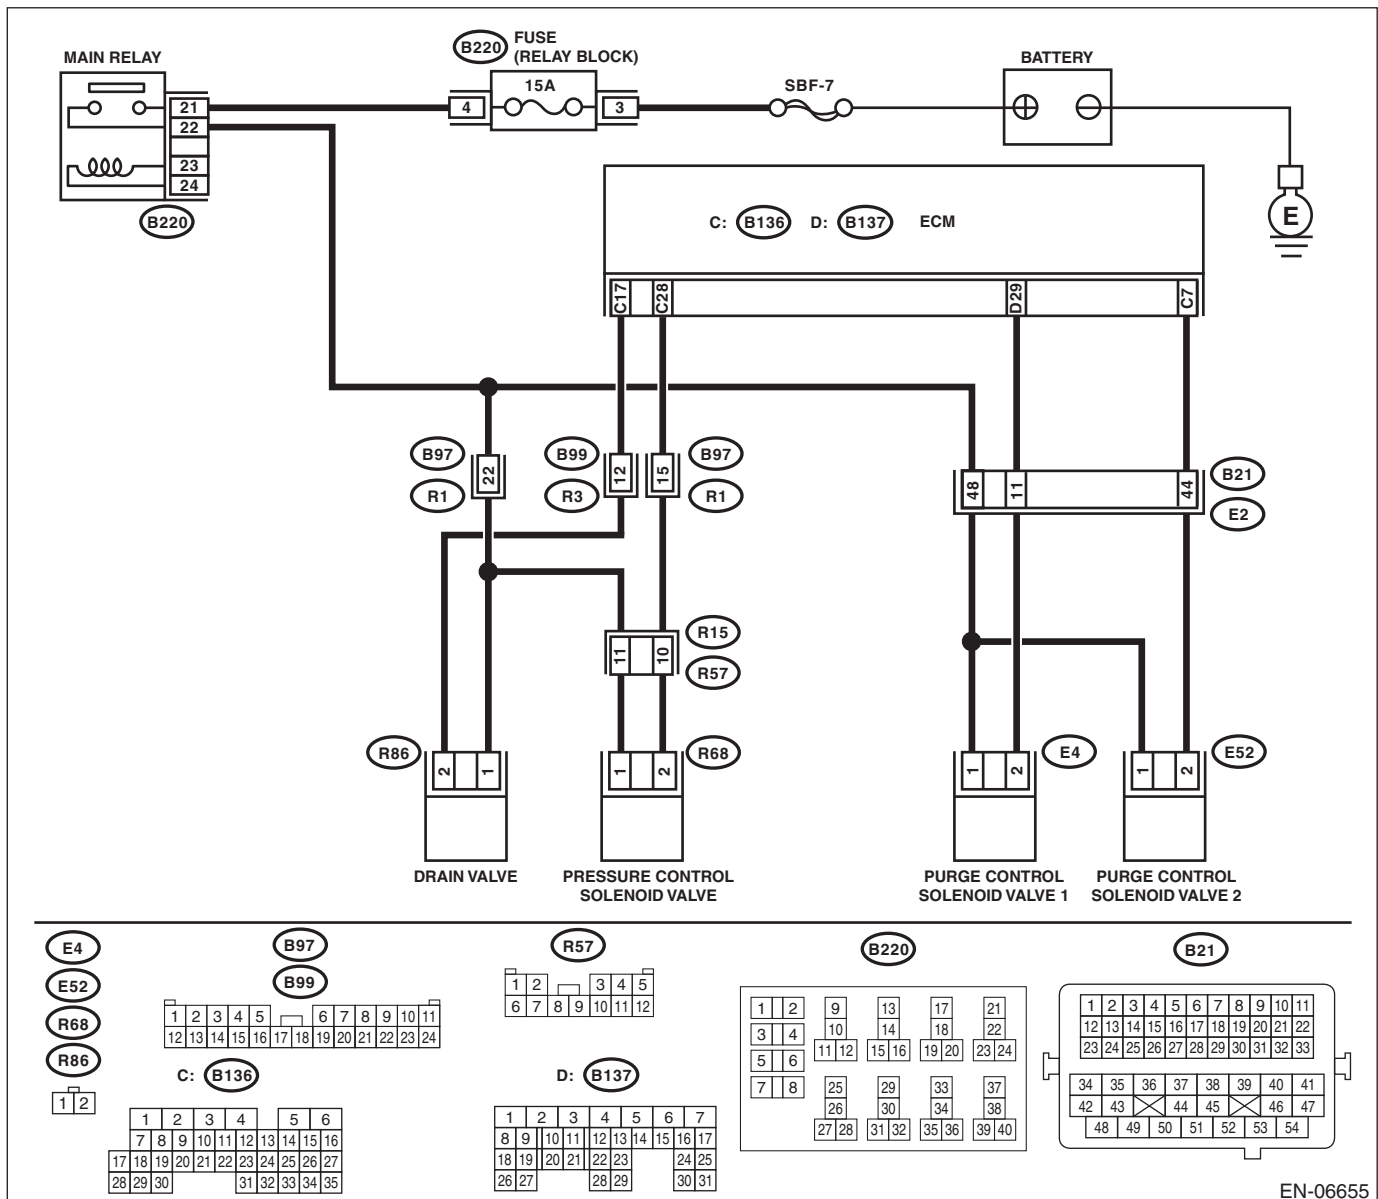 MAIN RELAY
B220
FUSE
(RELAY BLOCK)
15A
SBF-7
BATTERY
21
4
3
22
23
24
B220
E
C: B136 D: B137 ECM
C17
C28
D29
C7
B97
22
R1
B99
12
R3
15
B97
R1
48
11
44
B21
E2
R15
11
10
R57
R86
2
1
1
2
R68
1
2
E4
1
2
E52
DRAIN VALVE
PRESSURE CONTROL
SOLENOID VALVE
PURGE CONTROL
SOLENOID VALVE 1
PURGE CONTROL
SOLENOID VALVE 2
E4
E52
R68
R86
1 2
B97
B99
1 2 3 4 5 6 7 8 9 10 11
12 13 14 15 16 17 18 19 20 21 22 23 24
C: B136
1 2 3 4 5 6
7 8 9 10 11 12 13 14 15 16
17 18 19 20 21 22 23 24 25 26 27
28 29 30 31 32 33 34 35
R57
1 2 3 4 5
6 7 8 9 10 11 12
D: B137
1 2 3 4 5 6 7
8 9 10 11 12 13 14 15 16 17
18 19 20 21 22 23 24 25
26 27 28 29 30 31
B220
1 2 9 13 17 21
3 4 10 14 18 22
5 6 11 12 15 16 19 20 23 24
7 8 25 29 33 37
26 30 34 38
27 28 31 32 35 36 39 40
B21
1 2 3 4 5 6 7 8 9 10 11
12 13 14 15 16 17 18 19 20 21 22
23 24 25 26 27 28 29 30 31 32 33
34 35 36 37 38 39 40 41
42 43 44 45 46 47
48 49 50 51 52 53 54
EN-06655